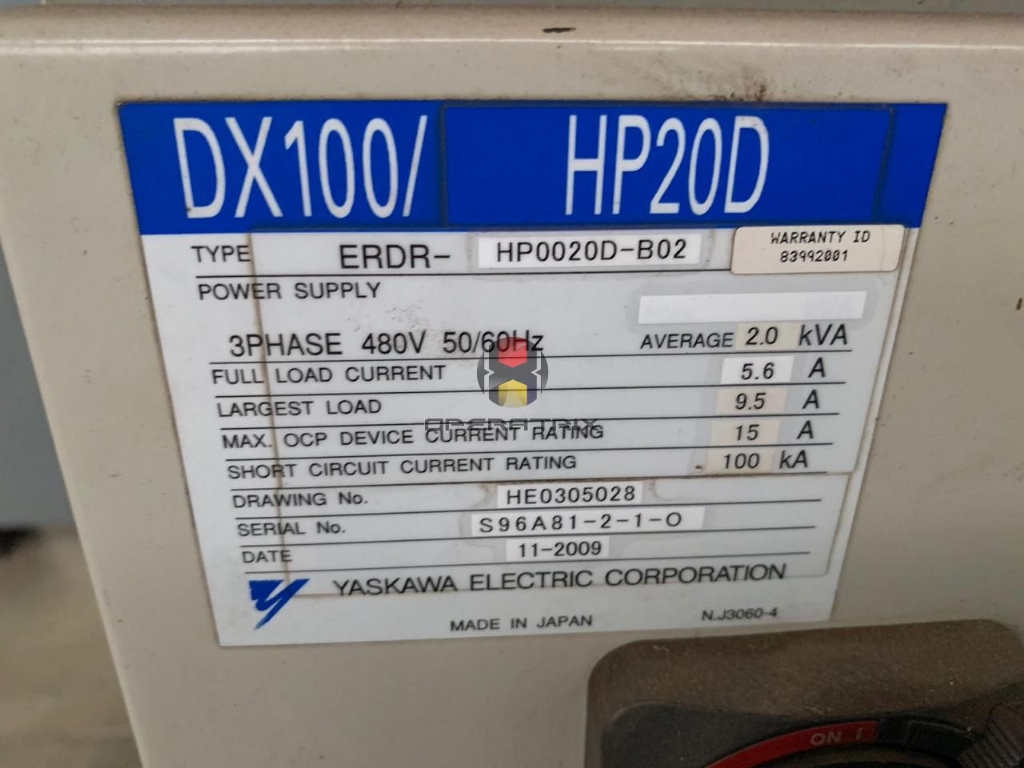 DX100/ HP20D
TYPE ERDR- HP0020D-B02
WARRANTY ID
83992001
POWER SUPPLY
3PHASE 480V 50/60Hz AVERAGE 2.0 kVA
FULL LOAD CURRENT 5.6 A
LARGEST LOAD 9.5 A
MAX. OCP DEVICE CURRENT RATING 15 A
SHORT CIRCUIT CURRENT RATING 100 kA
DRAWING No. HE0305028
SERIAL No. S96A81-2-1-O
DATE 11-2009
YASKAWA ELECTRIC CORPORATION
MADE IN JAPAN NJ3060-4
APERATRIX
ON I